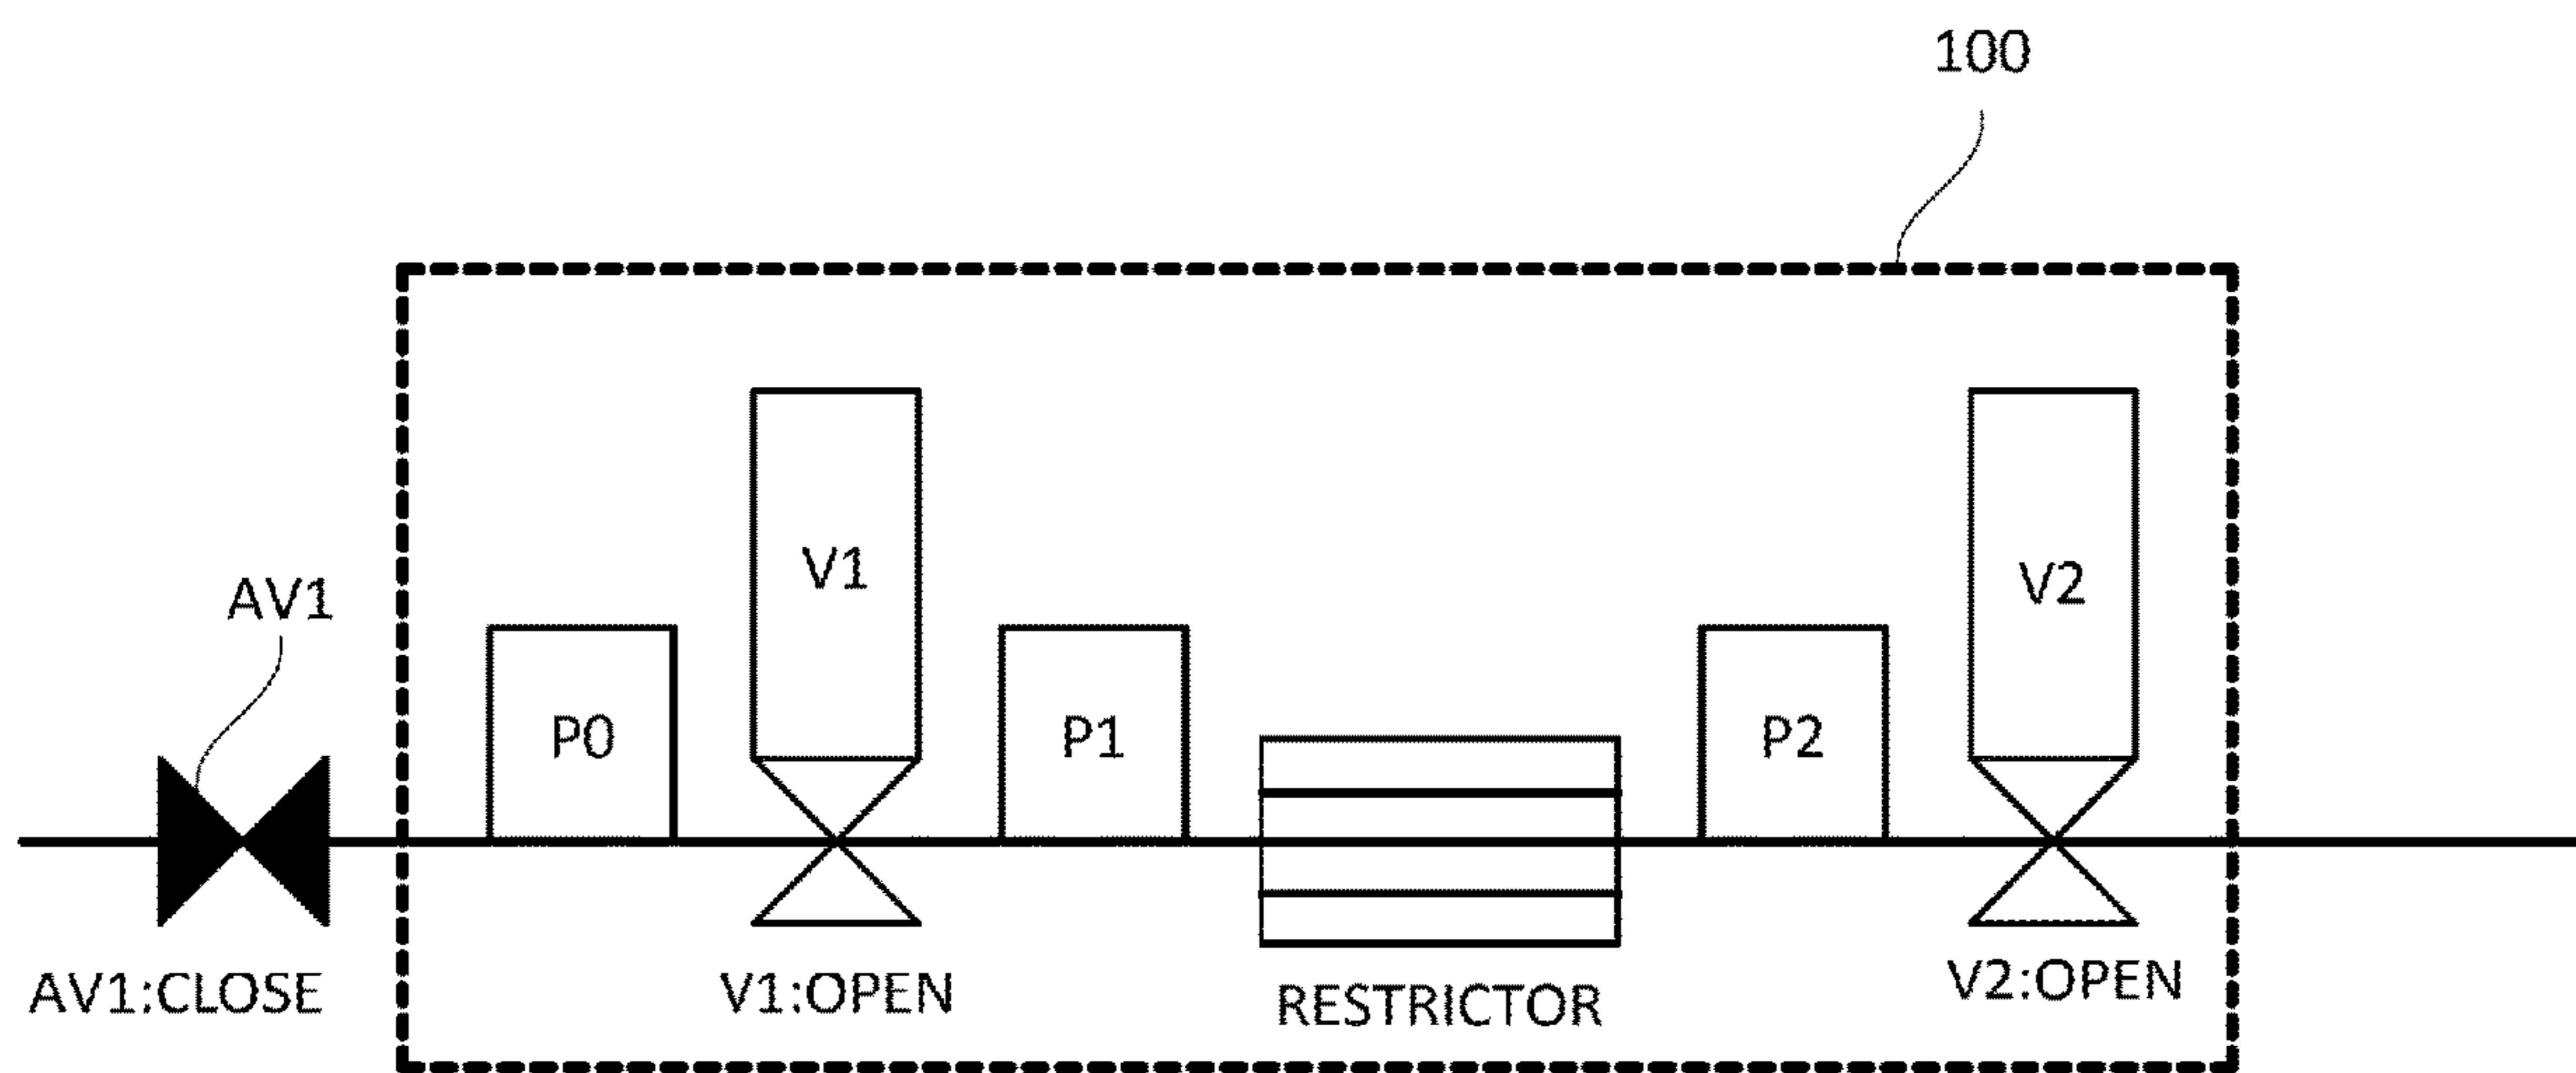 100
AV1
V1
V2
P0
P1
P2
AV1:CLOSE
V1:OPEN
RESTRICTOR
V2:OPEN